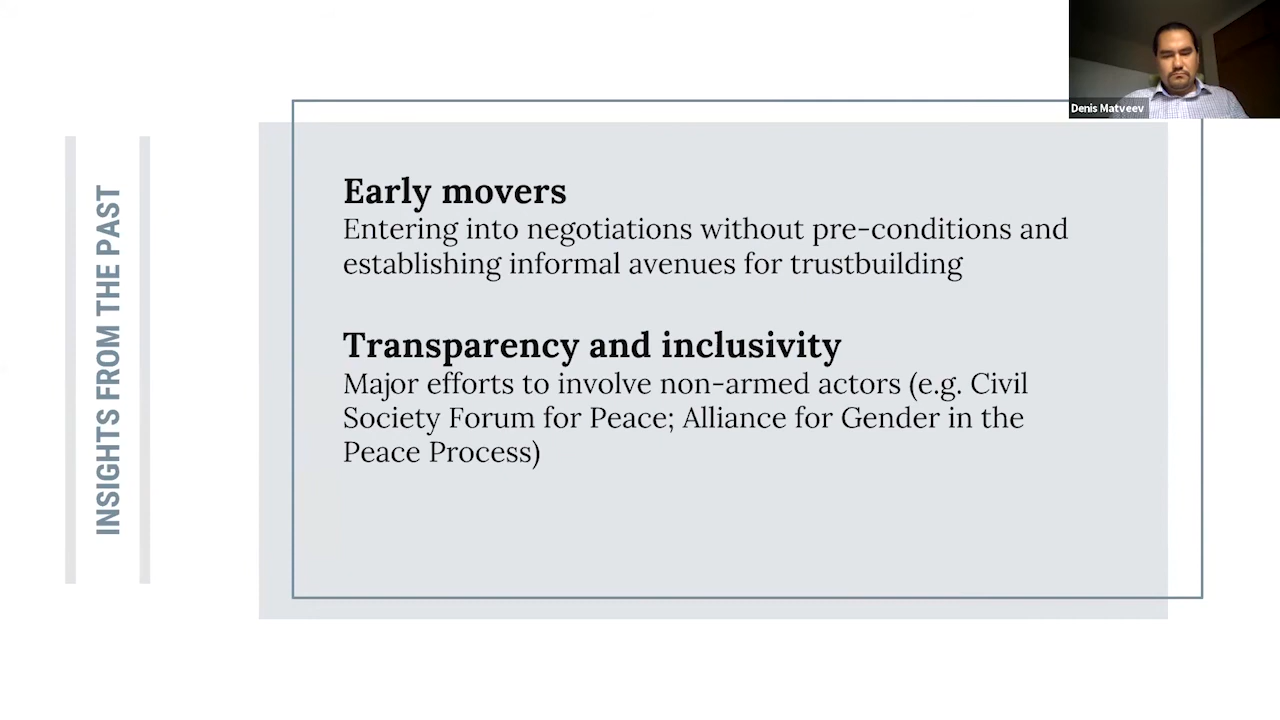 INSIGHTS FROM THE PAST
Early movers
Entering into negotiations without pre-conditions and
establishing informal avenues for trustbuilding
Transparency and inclusivity
Major efforts to involve non-armed actors (e.g. Civil
Society Forum for Peace; Alliance for Gender in the
Peace Process)
Denis Matveev